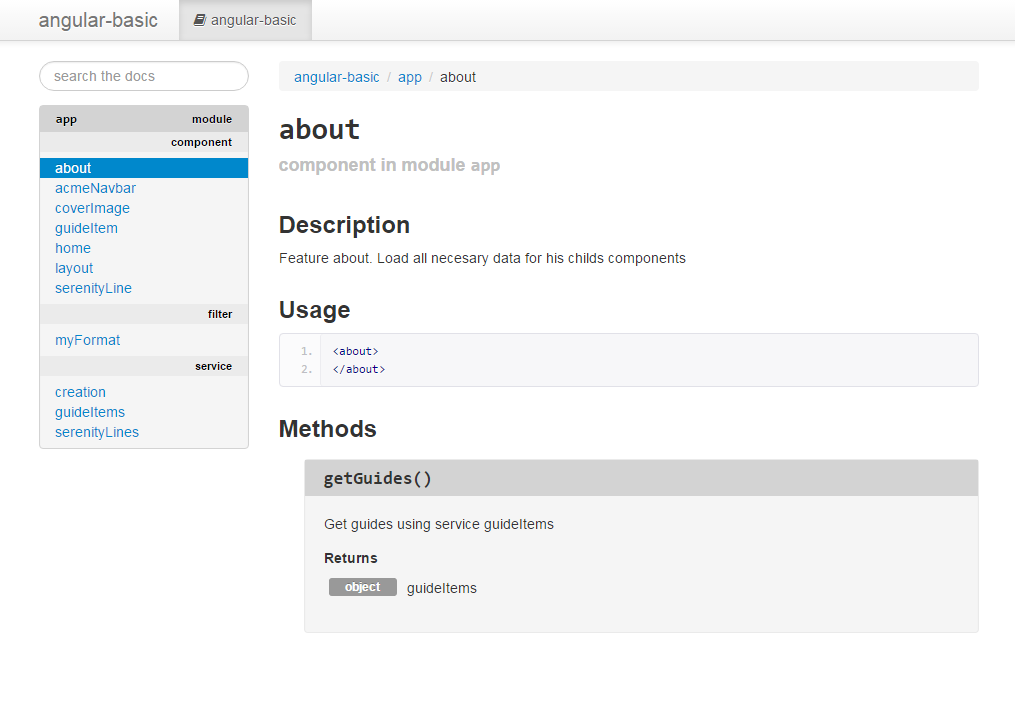 angular-basic angular-basic
search the docs
app module
component
about
acmeNavbar
coverImage
guideItem
home
layout
serenityLine
filter
myFormat
service
creation
guideItems
serenityLines
angular-basic / app / about
about
component in module app
Description
Feature about. Load all necesary data for his childs components
Usage
1. <about>
2. </about>
Methods
getGuides()
Get guides using service guideItems
Returns
object guideItems